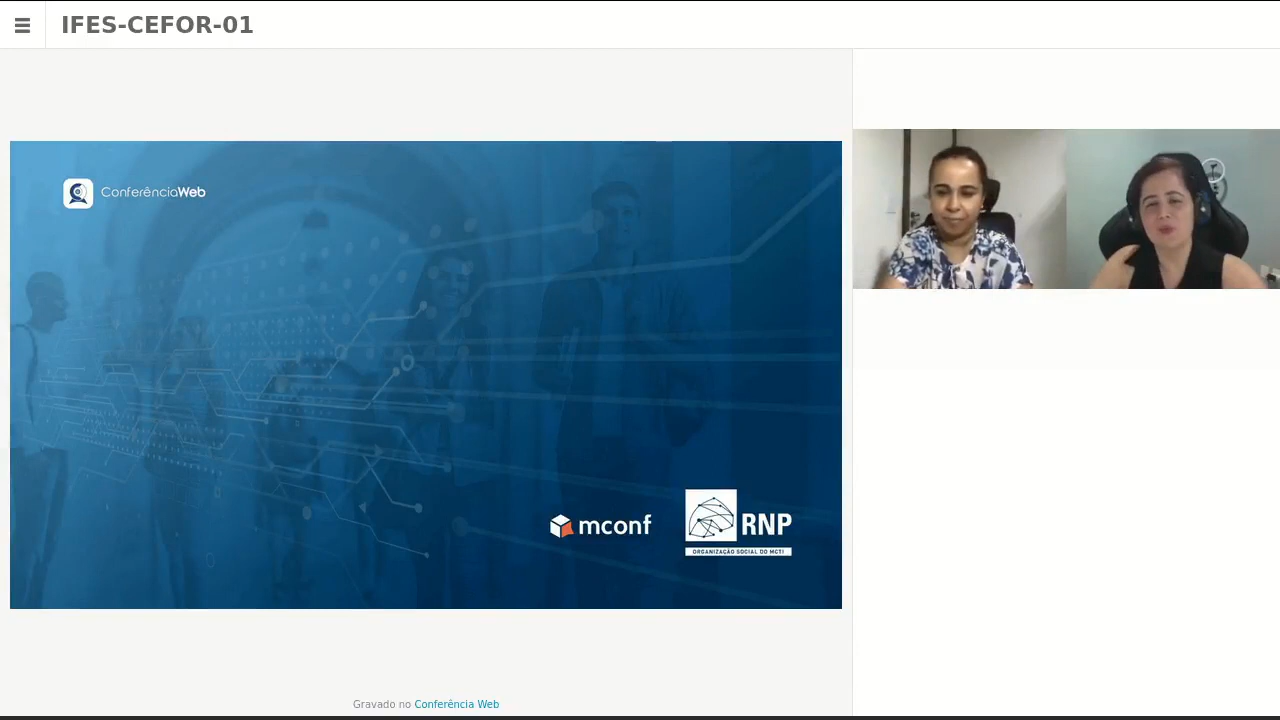 IFES-CEFOR-01
ConferênciaWeb
mconf
RNP
ORGANIZAÇÃO SOCIAL DO MCTI
Gravado no Conferência Web